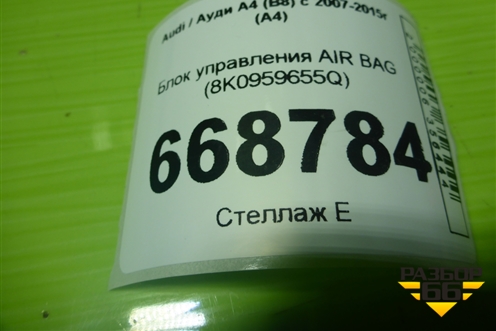 Audi / Ауди А4 (B8) с 2007-2015г
(A4)
Блок управления AIR BAG
(8K0959655Q)
668784
Стеллаж Е
РАЗБОР
66